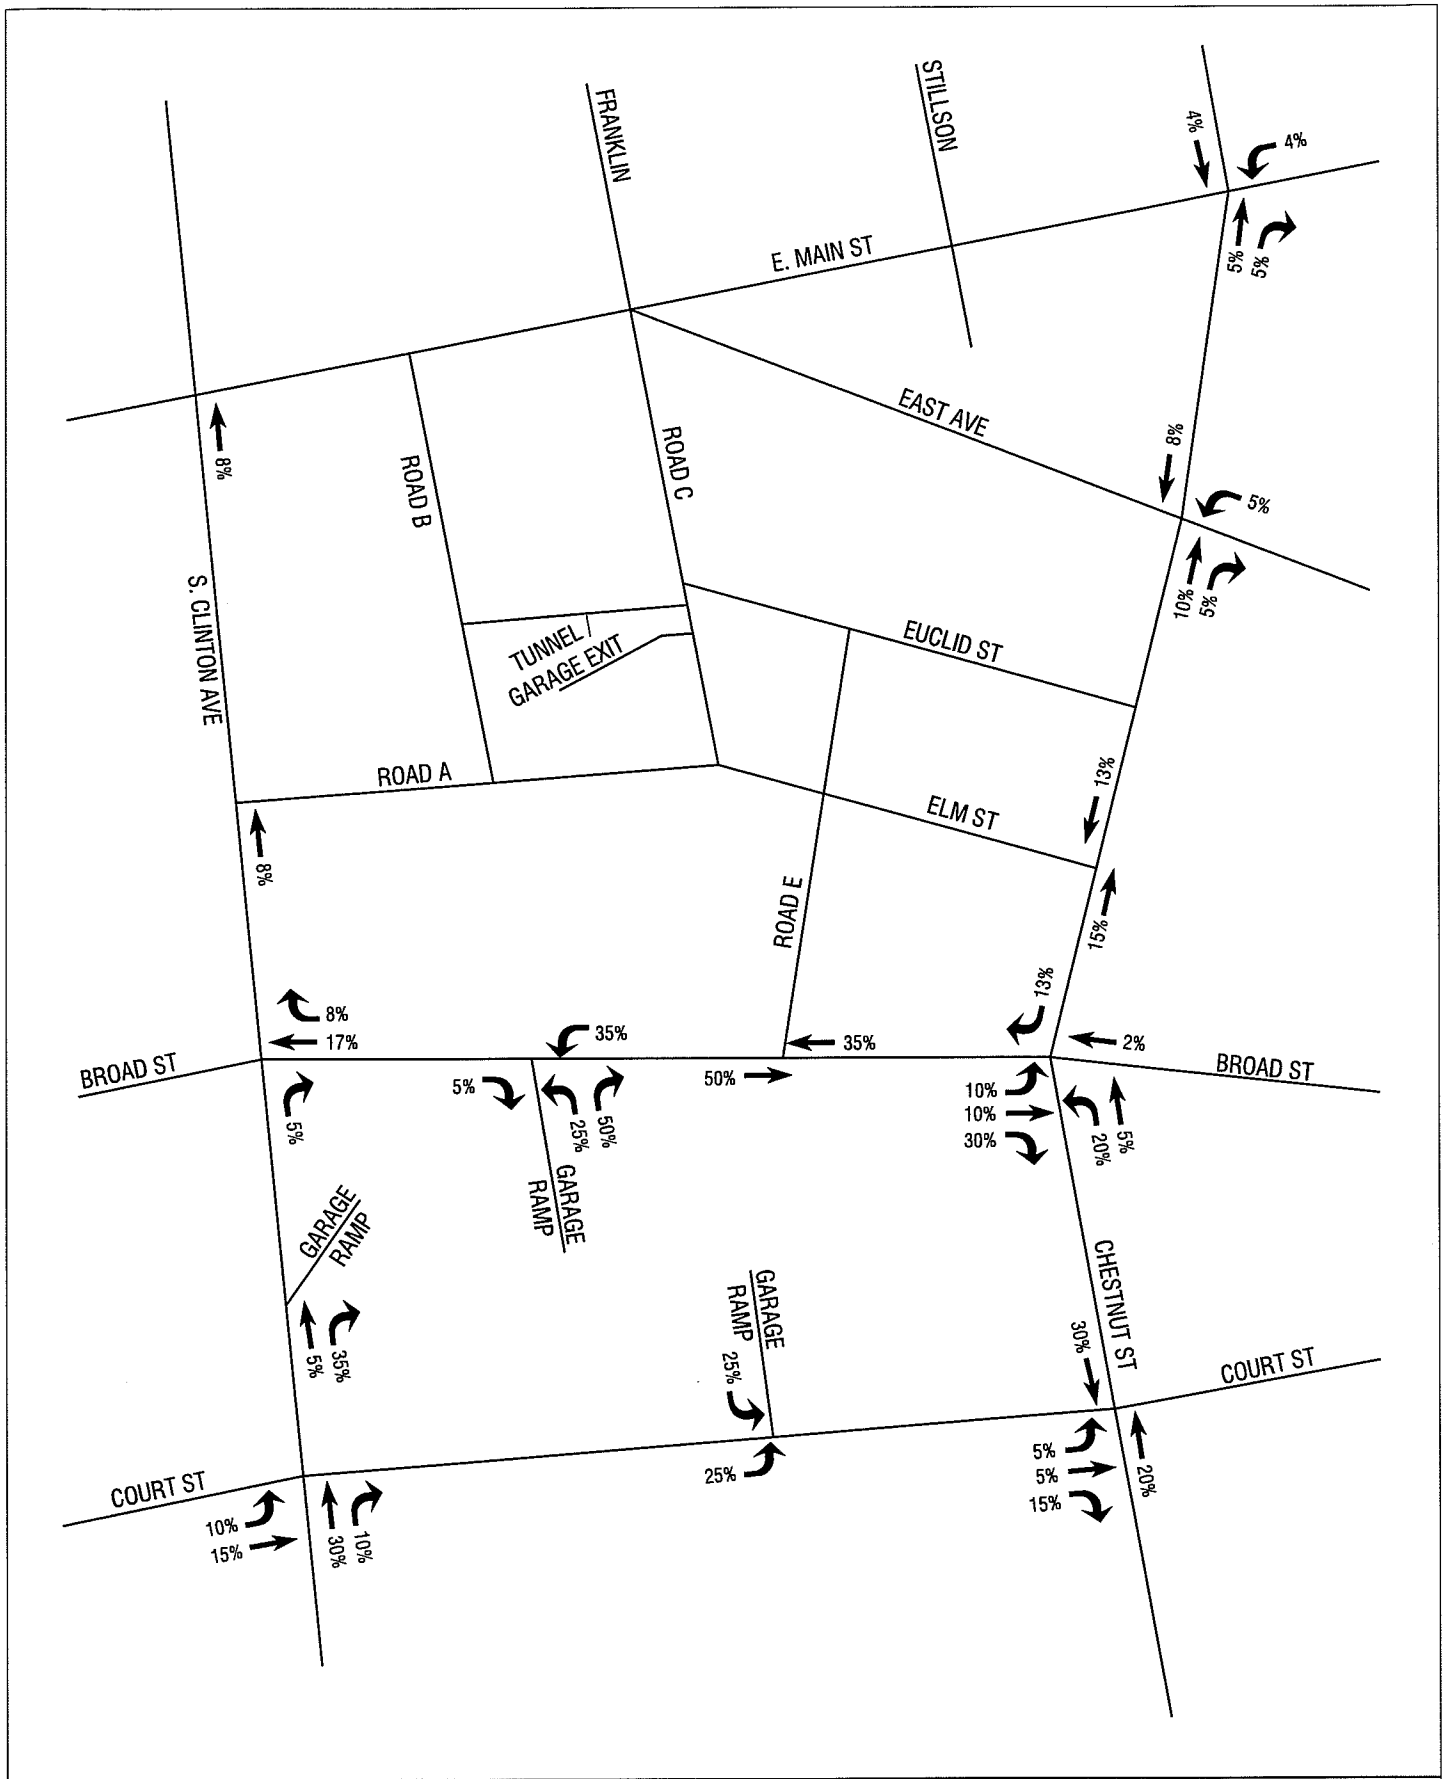 STILLSON
FRANKLIN
4%
4%
E. MAIN ST
5%
5%
EAST AVE
8%
5%
8%
ROAD C
ROAD B
10%
5%
S. CLINTON AVE
TUNNEL
GARAGE EXIT
EUCLID ST
ROAD A
13%
ELM ST
8%
ROAD E
15%
13%
8%
17%
35%
35%
2%
BROAD ST
BROAD ST
5%
50%
10%
10%
30%
5%
25%
50%
20%
5%
GARAGE
RAMP
GARAGE
RAMP
GARAGE
RAMP
CHESTNUT ST
5%
35%
25%
30%
COURT ST
25%
5%
5%
15%
20%
COURT ST
10%
15%
30%
10%